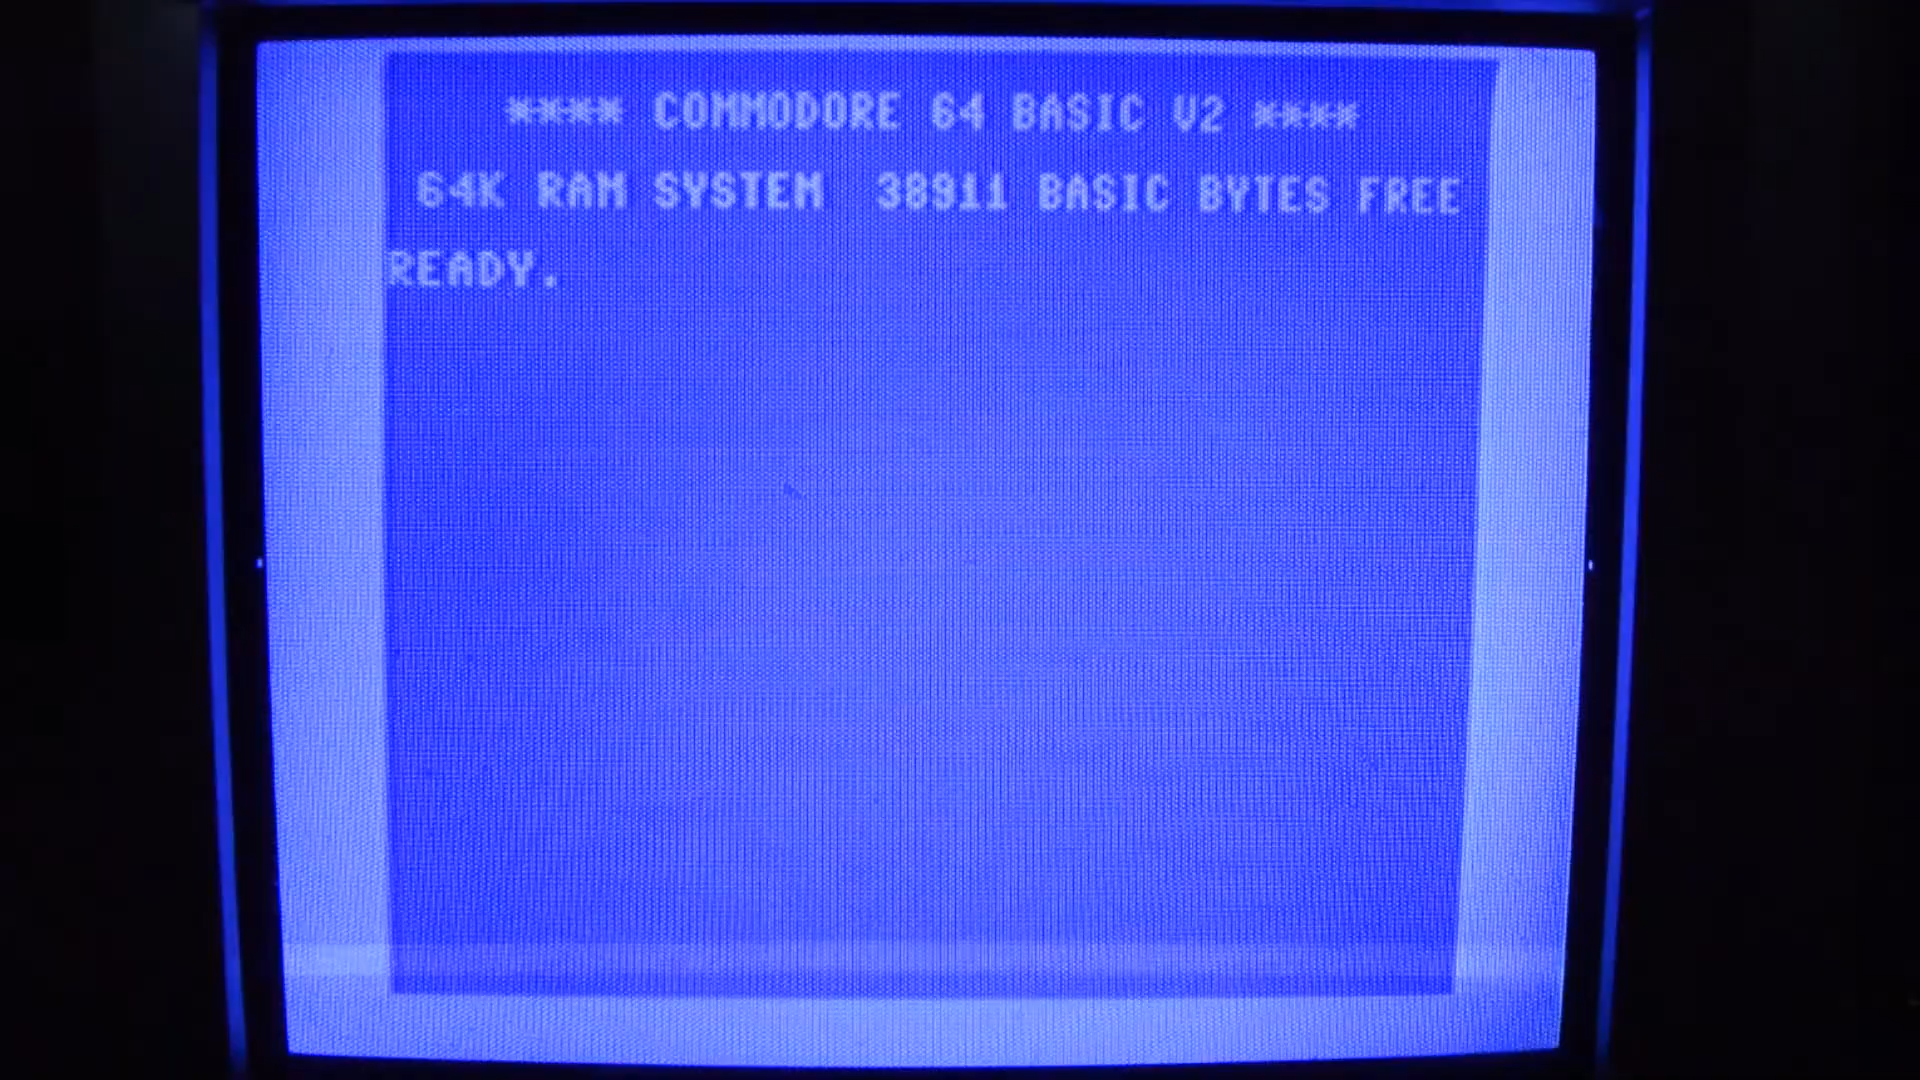 **** COMMODORE 64 BASIC V2 ****
64K RAM SYSTEM  38911 BASIC BYTES FREE
READY.